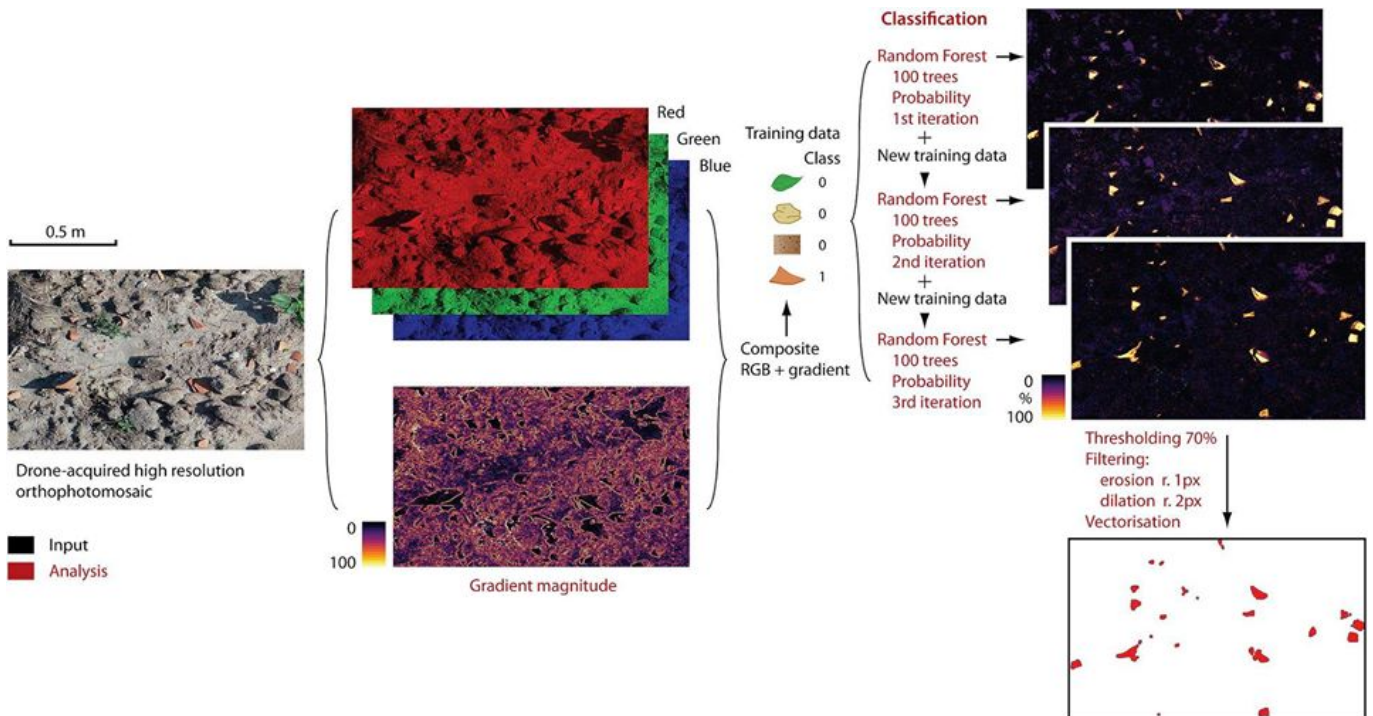 0.5 m
Drone-acquired high resolution
orthophotomosaic
Input
Analysis
Red
Green
Blue
0
100
Gradient magnitude
Training data
Class
0
0
0
1
Composite
RGB + gradient
Classification
Random Forest
100 trees
Probability
1st iteration
+
New training data
Random Forest
100 trees
Probability
2nd iteration
+
New training data
Random Forest
100 trees
Probability
3rd iteration
0
%
100
Thresholding 70%
Filtering:
erosion r. 1px
dilation r. 2px
Vectorisation